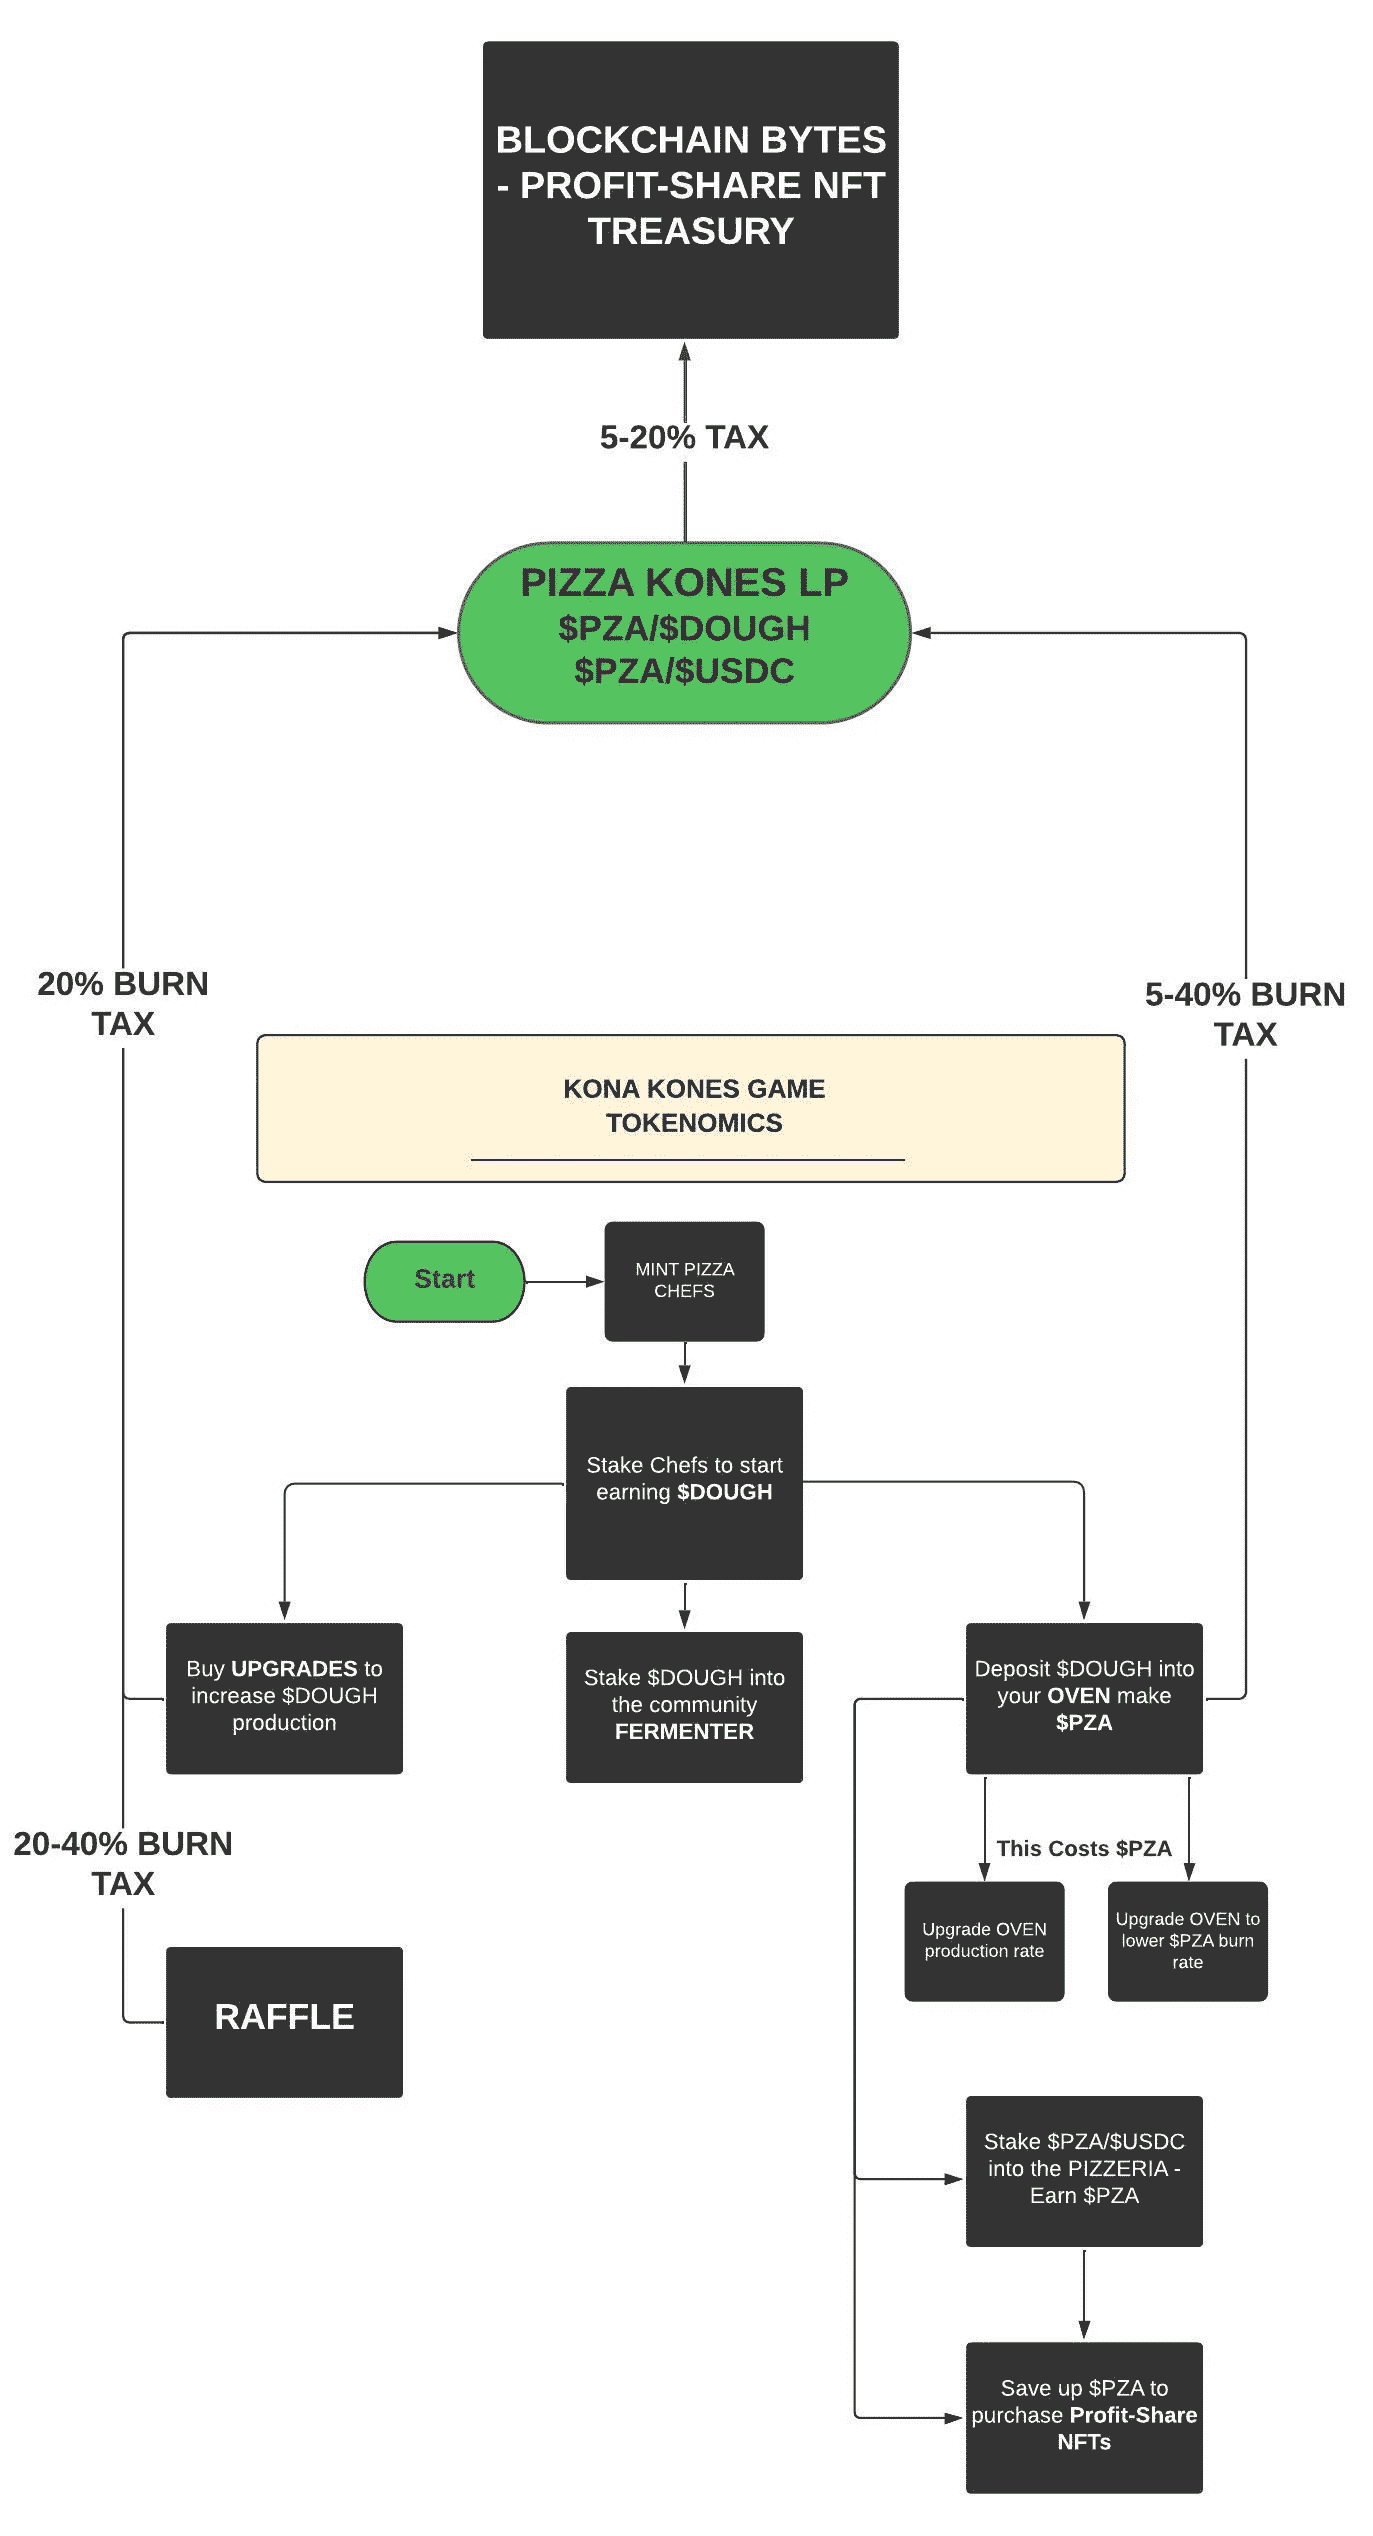 BLOCKCHAIN BYTES
- PROFIT-SHARE NFT
TREASURY
5-20% TAX
PIZZA KONES LP
$PZA/$DOUGH
$PZA/$USDC
20% BURN
TAX
5-40% BURN
TAX
KONA KONES GAME
TOKENOMICS
Start
MINT PIZZA
CHEFS
Stake Chefs to start
earning $DOUGH
Buy UPGRADES to
increase $DOUGH
production
Stake $DOUGH into
the community
FERMENTER
Deposit $DOUGH into
your OVEN make
$PZA
20-40% BURN
TAX
This Costs $PZA
Upgrade OVEN
production rate
Upgrade OVEN to
lower $PZA burn
rate
RAFFLE
Stake $PZA/$USDC
into the PIZZERIA -
Earn $PZA
Save up $PZA to
purchase Profit-Share
NFTs